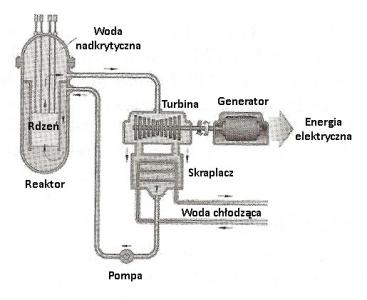 Woda
nadkrytyczna
Turbina
Generator
Energia
elektryczna
Rdzeń
Skraplacz
Reaktor
Woda chłodząca
Pompa